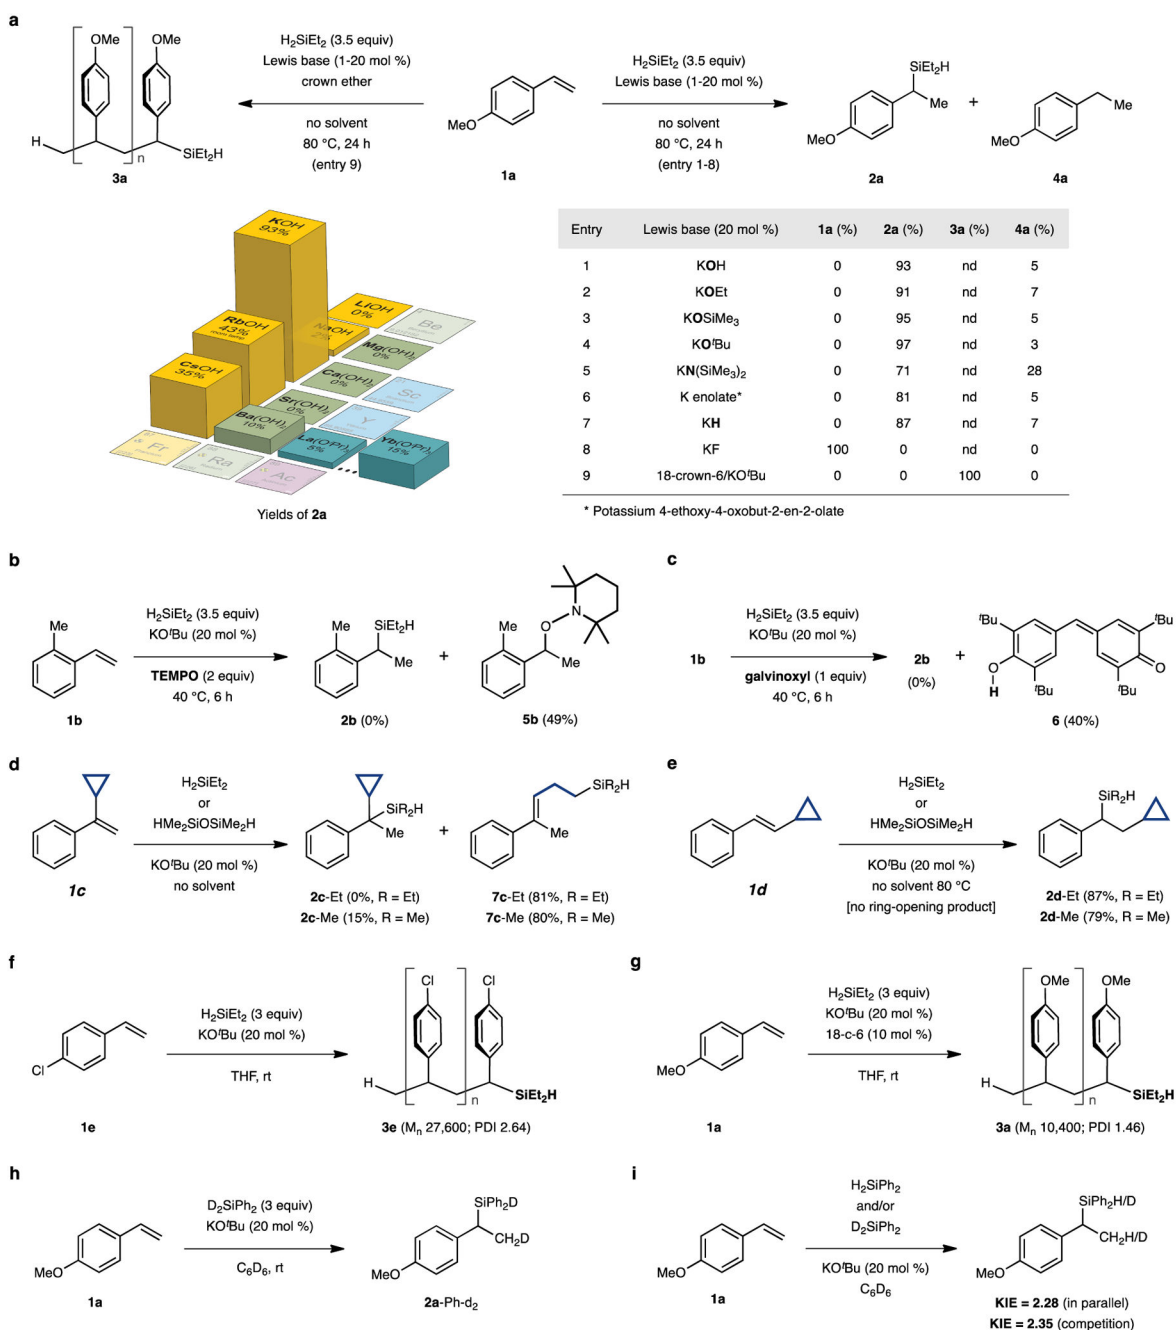 a
OMe OMe
H
n
SiEt₂H
3a
H₂SiEt₂ (3.5 equiv)
Lewis base (1-20 mol %)
crown ether
no solvent
80 °C, 24 h
(entry 9)
MeO
1a
H₂SiEt₂ (3.5 equiv)
Lewis base (1-20 mol %)
no solvent
80 °C, 24 h
(entry 1-8)
SiEt₂H
Me
MeO
2a
+
Me
MeO
4a
KOH
93%
RbOH
43%
room temp
CsOH
35%
LiOH
0%
NaOH
2%
Be
Mg(OH)₂
0%
Ca(OH)₂
0%
Sc
Sr(OH)₂
0%
Y
Ba(OH)₂
10%
La(OⁱPr)₃
5%
Yb(OⁱPr)₃
15%
Fr
Ra
Ac
Yields of 2a
Entry Lewis base (20 mol %) 1a (%) 2a (%) 3a (%) 4a (%)
1 KOH 0 93 nd 5
2 KOEt 0 91 nd 7
3 KOSiMe₃ 0 95 nd 5
4 KOᵗBu 0 97 nd 3
5 KN(SiMe₃)₂ 0 71 nd 28
6 K enolate* 0 81 nd 5
7 KH 0 87 nd 7
8 KF 100 0 nd 0
9 18-crown-6/KOᵗBu 0 0 100 0
* Potassium 4-ethoxy-4-oxobut-2-en-2-olate
b
Me
1b
H₂SiEt₂ (3.5 equiv)
KOᵗBu (20 mol %)
TEMPO (2 equiv)
40 °C, 6 h
SiEt₂H
Me
Me
2b (0%)
+
N
O
Me
Me
5b (49%)
c
1b
H₂SiEt₂ (3.5 equiv)
KOᵗBu (20 mol %)
galvinoxyl (1 equiv)
40 °C, 6 h
2b
(0%)
+
ᵗBu ᵗBu
O O
H
ᵗBu ᵗBu
6 (40%)
d
1c
H₂SiEt₂
or
HMe₂SiOSiMe₂H
KOᵗBu (20 mol %)
no solvent
SiR₂H
Me
2c-Et (0%, R = Et)
2c-Me (15%, R = Me)
+
SiR₂H
Me
7c-Et (81%, R = Et)
7c-Me (80%, R = Me)
e
1d
H₂SiEt₂
or
HMe₂SiOSiMe₂H
KOᵗBu (20 mol %)
no solvent 80 °C
[no ring-opening product]
SiR₂H
2d-Et (87%, R = Et)
2d-Me (79%, R = Me)
f
Cl
1e
H₂SiEt₂ (3 equiv)
KOᵗBu (20 mol %)
THF, rt
Cl Cl
H
n
SiEt₂H
3e (Mₙ 27,600; PDI 2.64)
g
MeO
1a
H₂SiEt₂ (3 equiv)
KOᵗBu (20 mol %)
18-c-6 (10 mol %)
THF, rt
OMe OMe
H
n
SiEt₂H
3a (Mₙ 10,400; PDI 1.46)
h
MeO
1a
D₂SiPh₂ (3 equiv)
KOᵗBu (20 mol %)
C₆D₆, rt
SiPh₂D
CH₂D
MeO
2a-Ph-d₂
i
MeO
1a
H₂SiPh₂
and/or
D₂SiPh₂
KOᵗBu (20 mol %)
C₆D₆
SiPh₂H/D
CH₂H/D
MeO
KIE = 2.28 (in parallel)
KIE = 2.35 (competition)